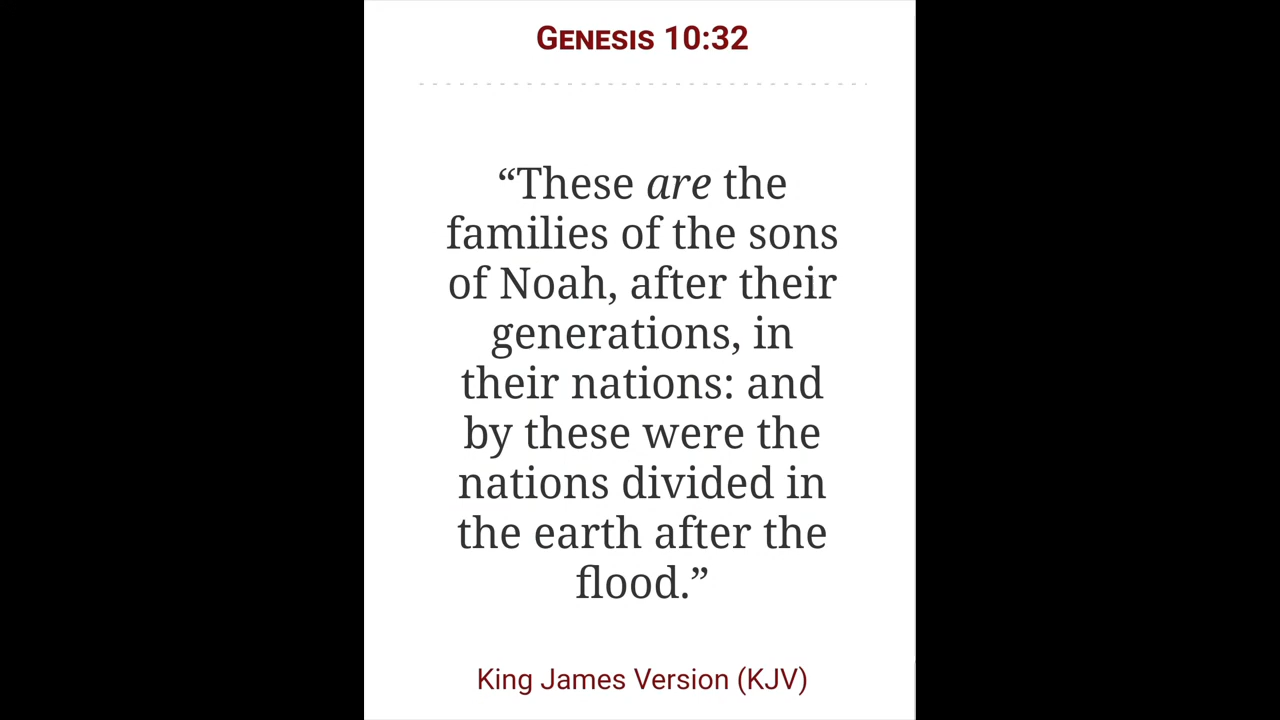 Genesis 10:32
“These are the
families of the sons
of Noah, after their
generations, in
their nations: and
by these were the
nations divided in
the earth after the
flood.”
King James Version (KJV)